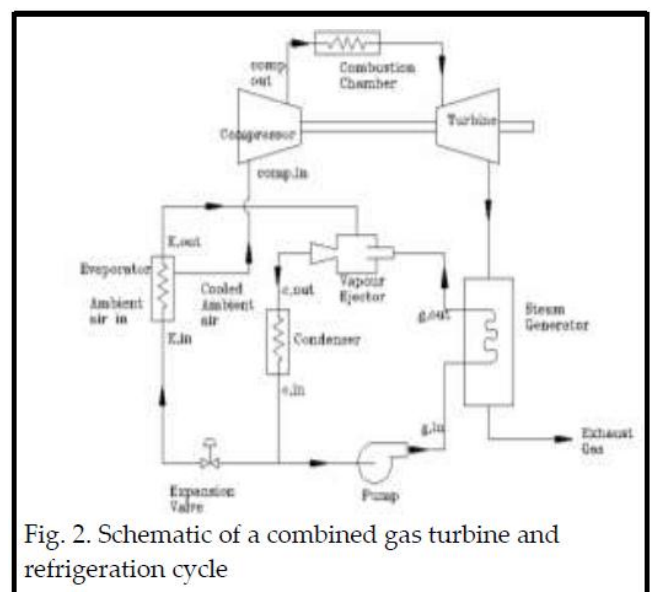 comp
out
Combustion
Chamber
Compressor
Turbine
comp.in
E,out
Evaporator
Ambient
air in
Cooled
Ambient
air
c,out
Vapour
Ejector
g,out
Steam
Generator
E,in
Condenser
c,in
g,in
Exhaust
Gas
Expansion
Valve
Pump
Fig. 2. Schematic of a combined gas turbine and
refrigeration cycle